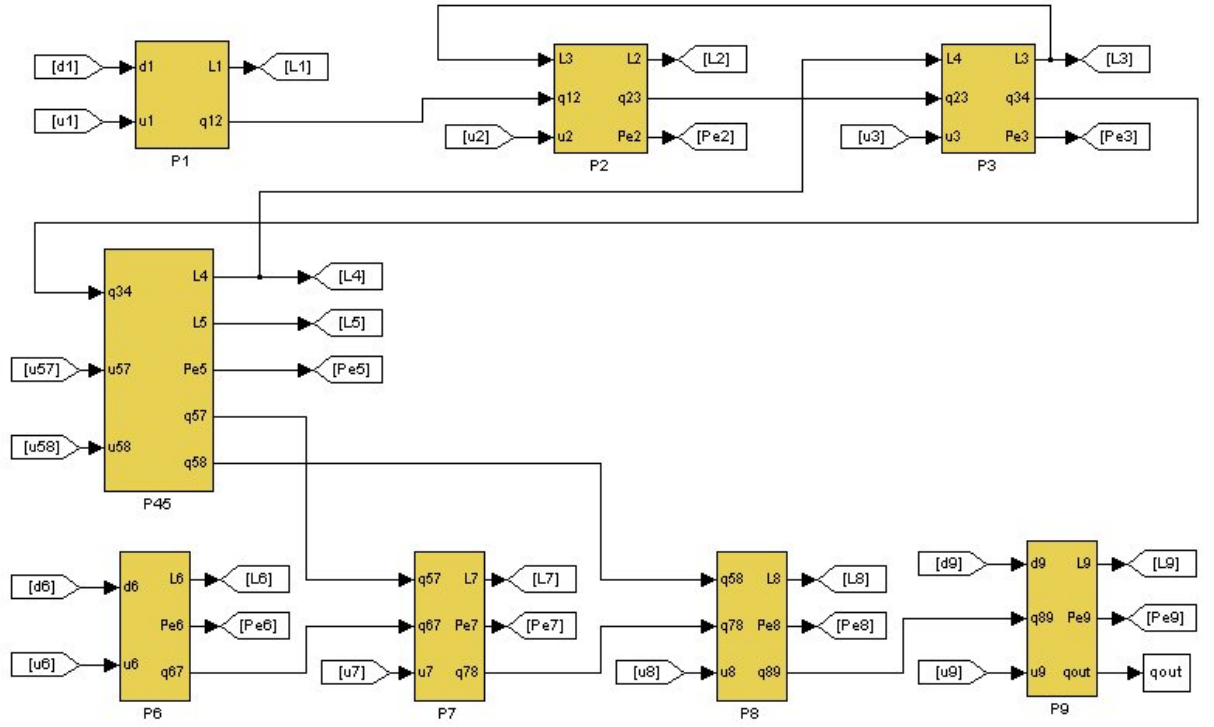 [d1] d1 L1 [L1]
[u1] u1 q12
P1
L3 L2 [L2]
q12 q23
[u2] u2 Pe2 [Pe2]
P2
L4 L3 [L3]
q23 q34
[u3] u3 Pe3 [Pe3]
P3
L4 [L4]
q34
L5 [L5]
[u57] u57 Pe5 [Pe5]
q57
[u58] u58
q58
P45
[d6] d6 L6 [L6]
Pe6 [Pe6]
[u6] u6 q67
P6
q57 L7 [L7]
q67 Pe7 [Pe7]
[u7] u7 q78
P7
q58 L8 [L8]
q78 Pe8 [Pe8]
[u8] u8 q89
P8
[d9] d9 L9 [L9]
q89 Pe9 [Pe9]
[u9] u9 qout qout
P9